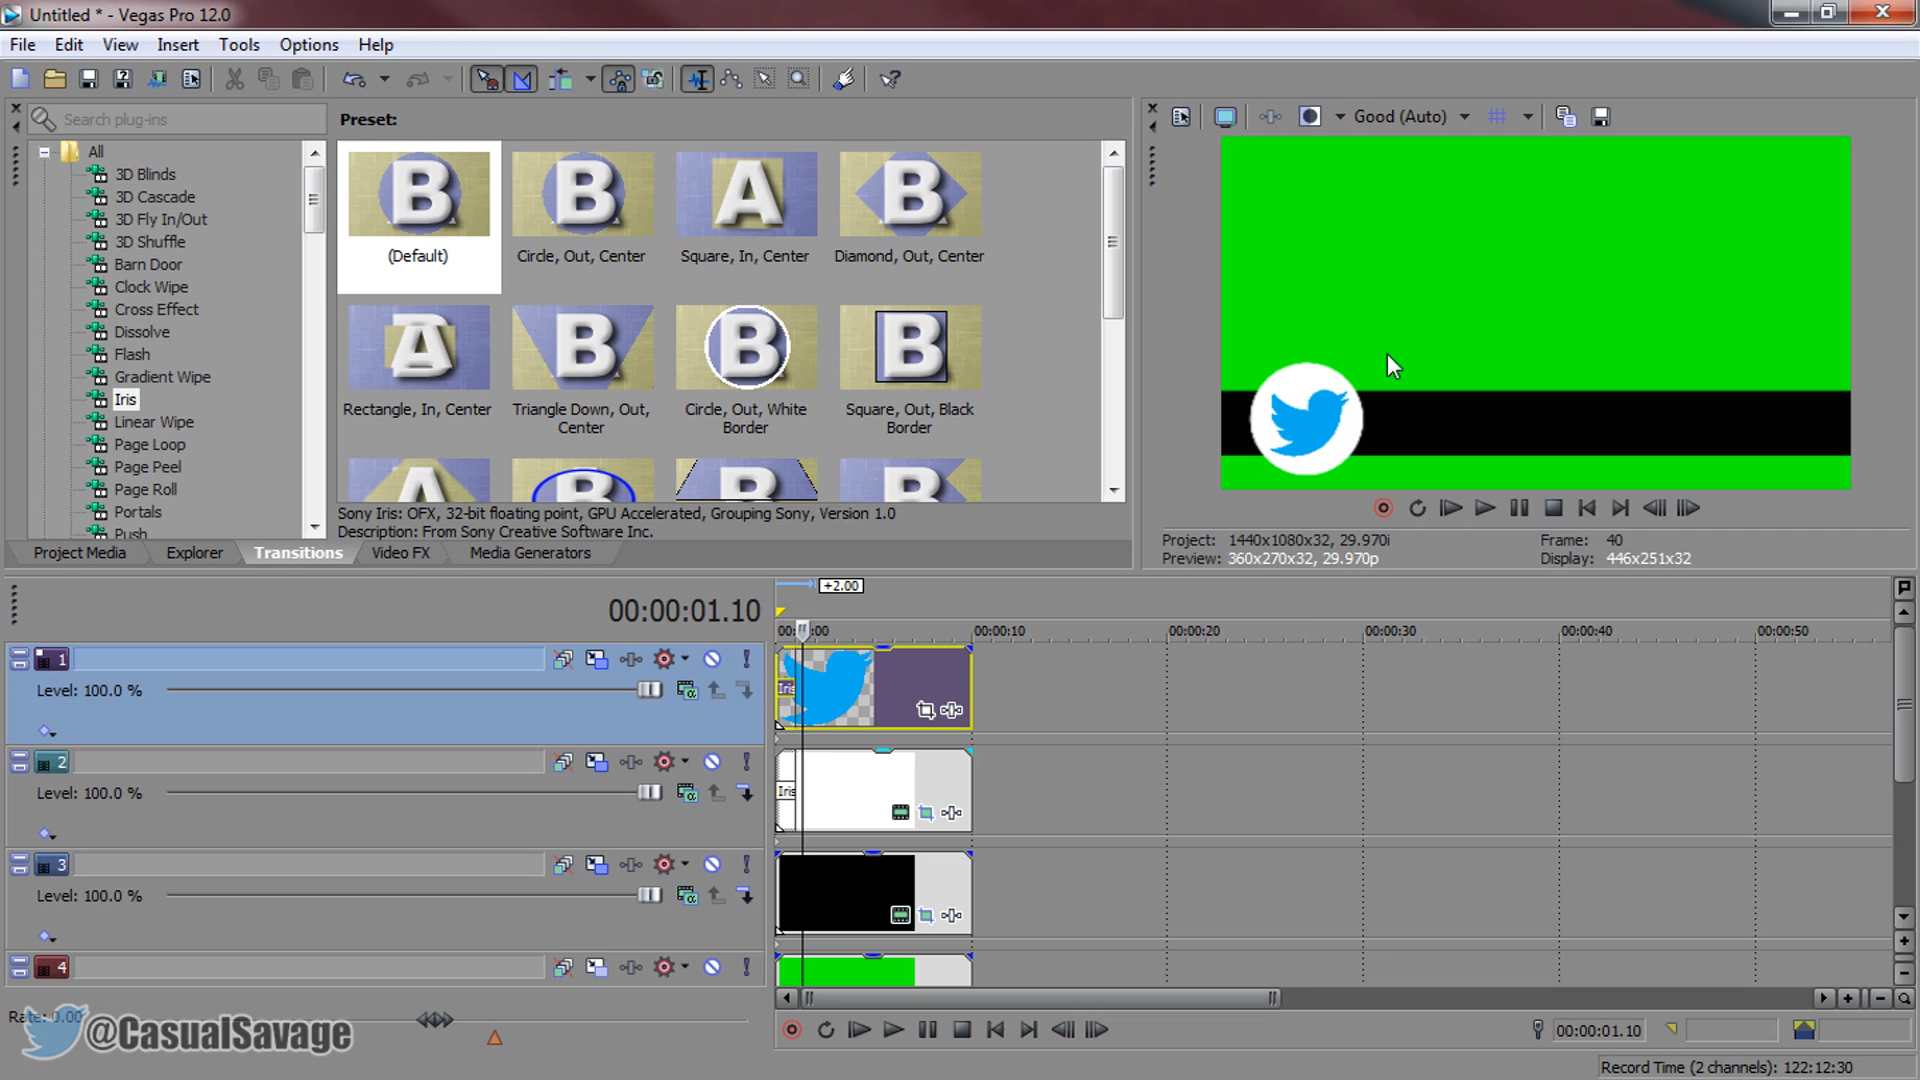 Untitled * - Vegas Pro 12.0
File Edit View Insert Tools Options Help
Search plug-ins
Preset:
Good (Auto)
All
3D Blinds
3D Cascade
3D Fly In/Out
3D Shuffle
Barn Door
Clock Wipe
Cross Effect
Dissolve
Flash
Gradient Wipe
Iris
Linear Wipe
Page Loop
Page Peel
Page Roll
Portals
Push
B B A B
(Default) Circle, Out, Center Square, In, Center Diamond, Out, Center
A B B B
Rectangle, In, Center Triangle Down, Out, Center Circle, Out, White Border Square, Out, Black Border
Sony Iris: OFX, 32-bit floating point, GPU Accelerated, Grouping Sony, Version 1.0
Description: From Sony Creative Software Inc.
Project Media Explorer Transitions Video FX Media Generators
Project: 1440x1080x32, 29.970i Frame: 40
Preview: 360x270x32, 29.970p Display: 446x251x32
+2.00
00:00:01.10
00:00:10 00:00:20 00:00:30 00:00:40 00:00:50
1
Level: 100.0 %
Iris
2
Level: 100.0 %
Iris
3
Level: 100.0 %
4
Rate: 0.00
@CasualSavage
00:00:01.10
Record Time (2 channels): 122:12:30